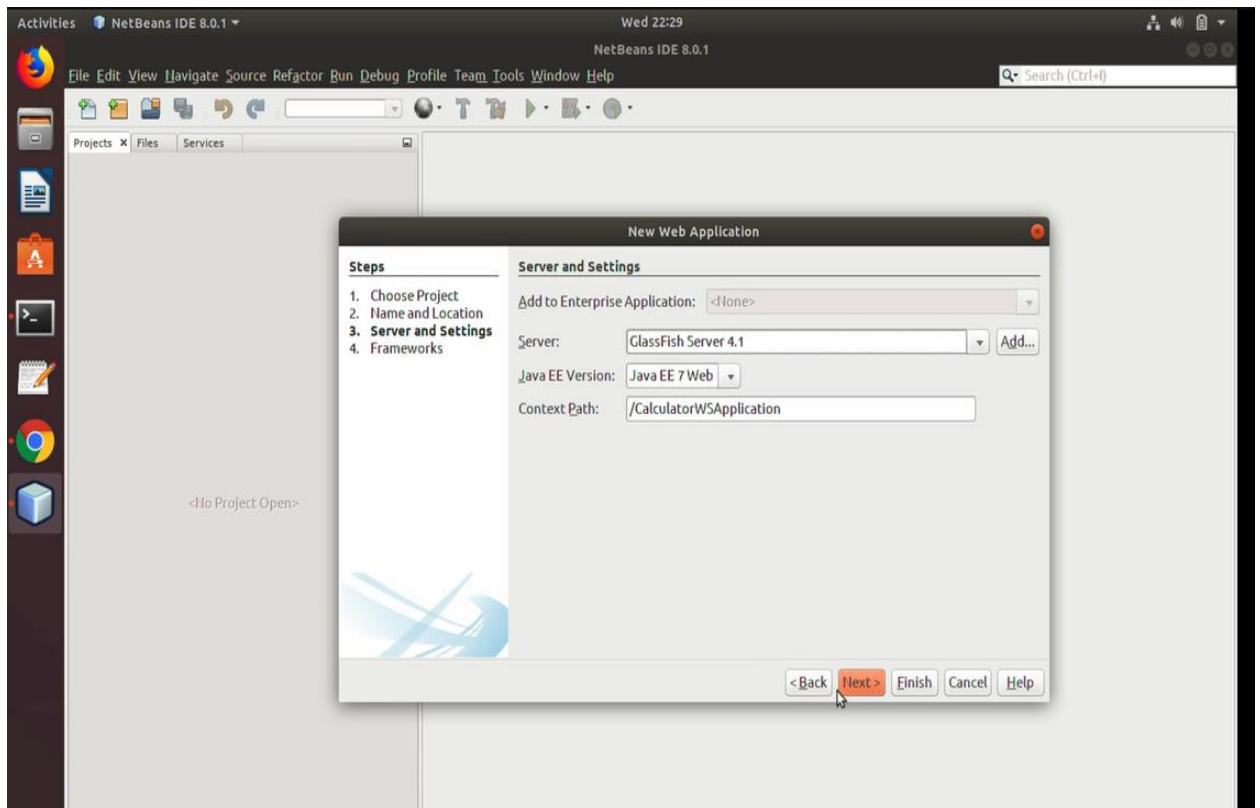 Activities NetBeans IDE 8.0.1 Wed 22:29
NetBeans IDE 8.0.1
File Edit View Navigate Source Refactor Run Debug Profile Team Tools Window Help Search (Ctrl+I)
Projects Files Services
New Web Application
Steps
1. Choose Project
2. Name and Location
3. Server and Settings
4. Frameworks
Server and Settings
Add to Enterprise Application: <None>
Server: GlassFish Server 4.1 Add...
Java EE Version: Java EE 7 Web
Context Path: /CalculatorWSApplication
<No Project Open>
< Back Next > Finish Cancel Help